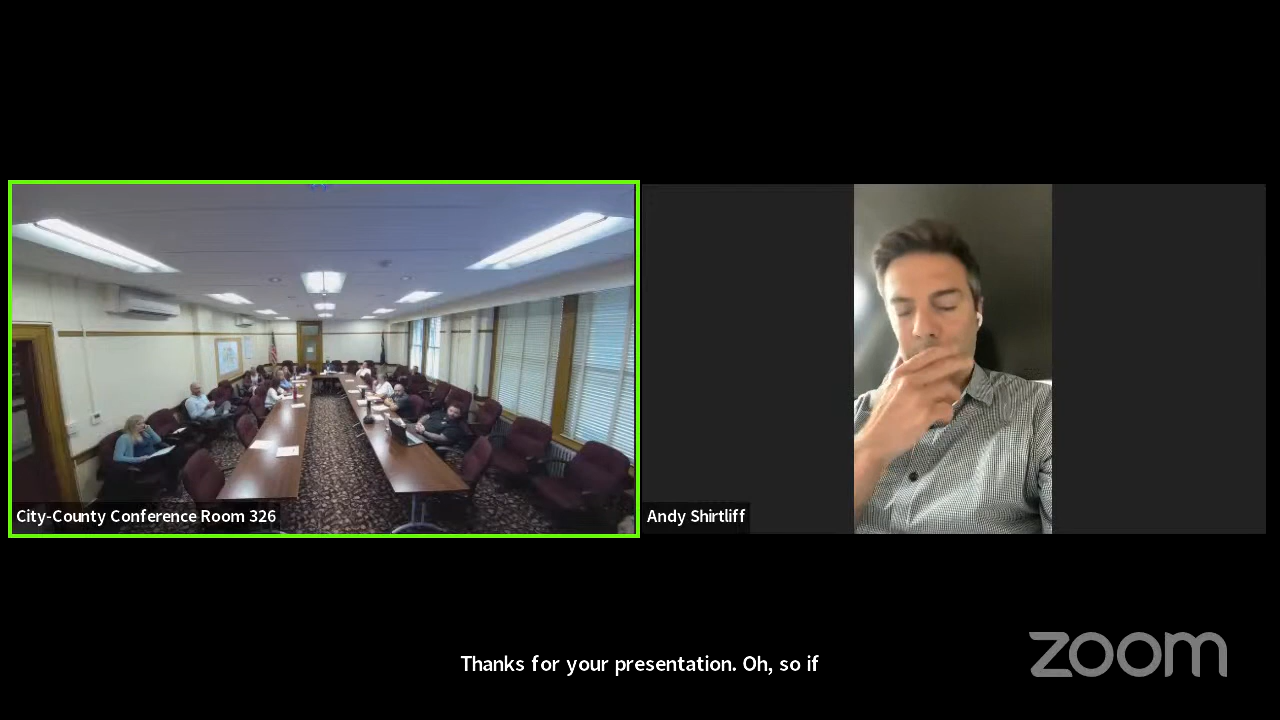 City-County Conference Room 326
Andy Shirtliff
Thanks for your presentation. Oh, so if
zoom